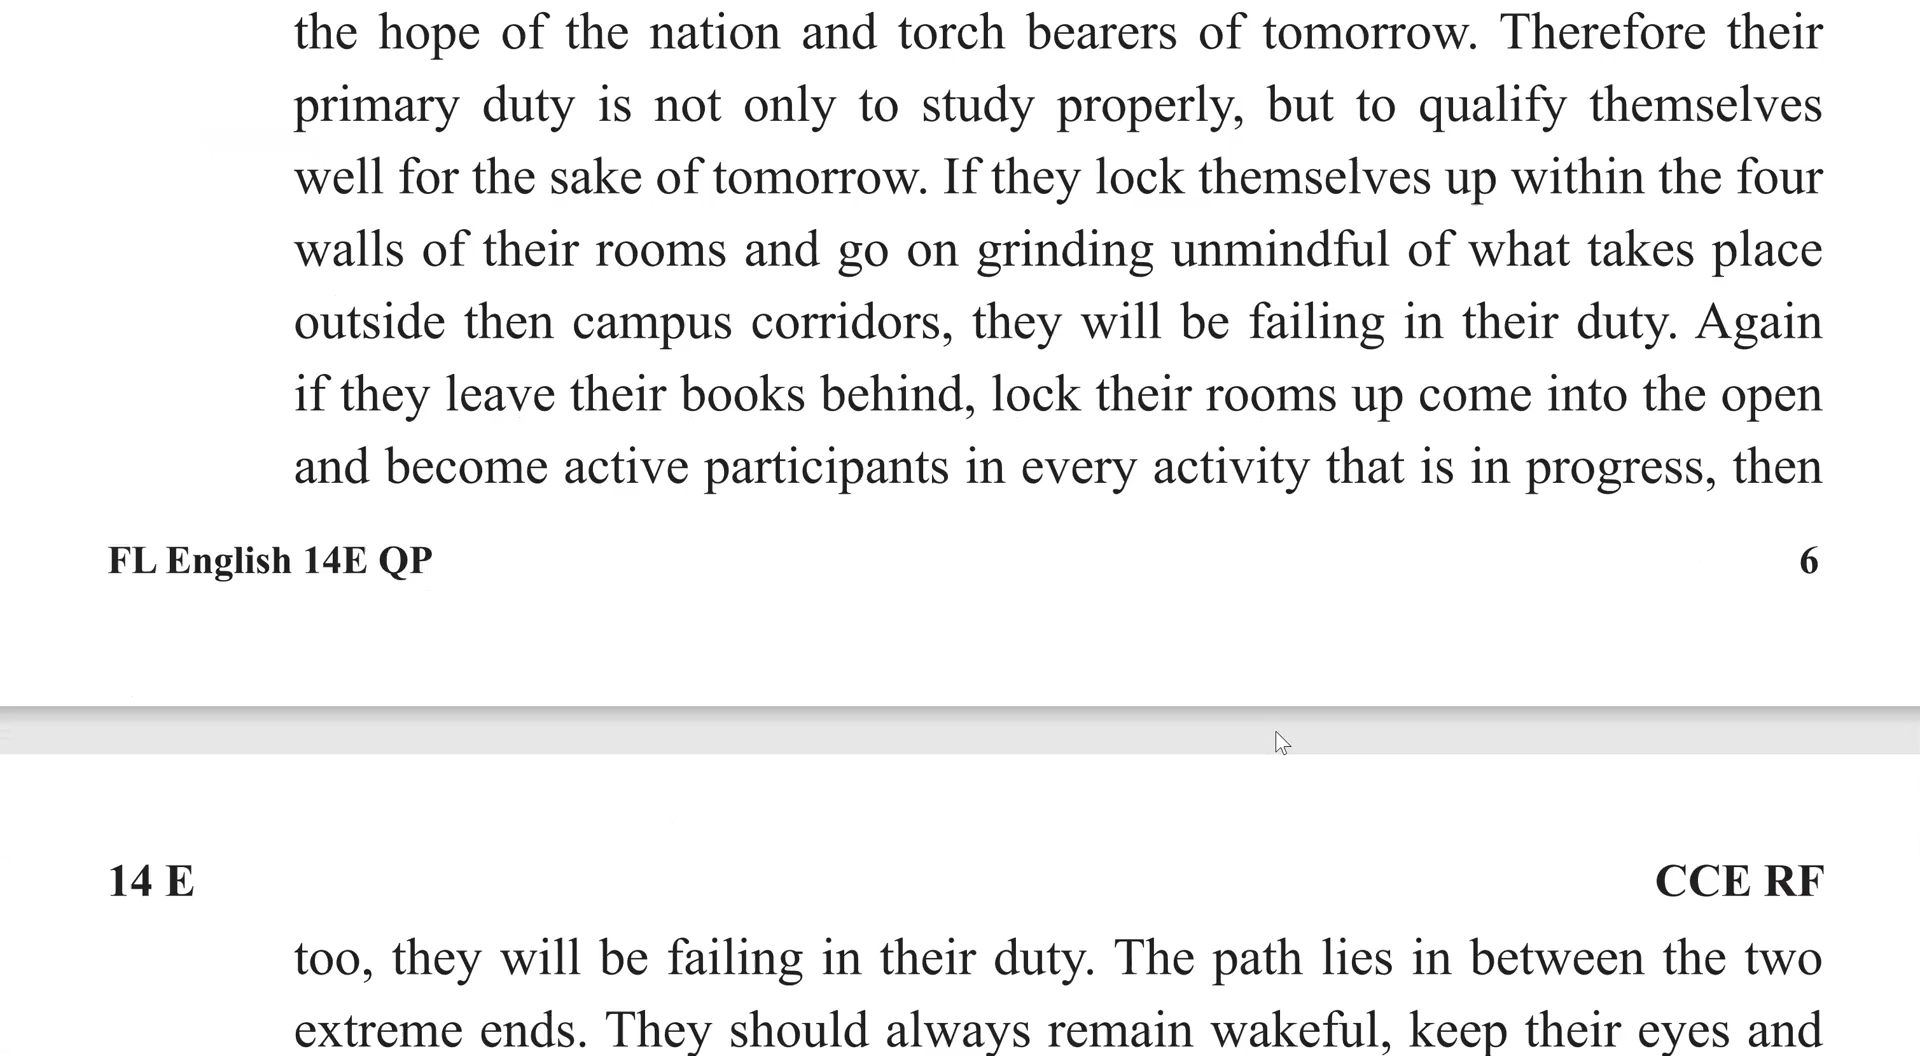 the hope of the nation and torch bearers of tomorrow. Therefore their
primary duty is not only to study properly, but to qualify themselves
well for the sake of tomorrow. If they lock themselves up within the four
walls of their rooms and go on grinding unmindful of what takes place
outside then campus corridors, they will be failing in their duty. Again
if they leave their books behind, lock their rooms up come into the open
and become active participants in every activity that is in progress, then
FL English 14E QP 6
14 E CCE RF
too, they will be failing in their duty. The path lies in between the two
extreme ends. They should always remain wakeful, keep their eyes and